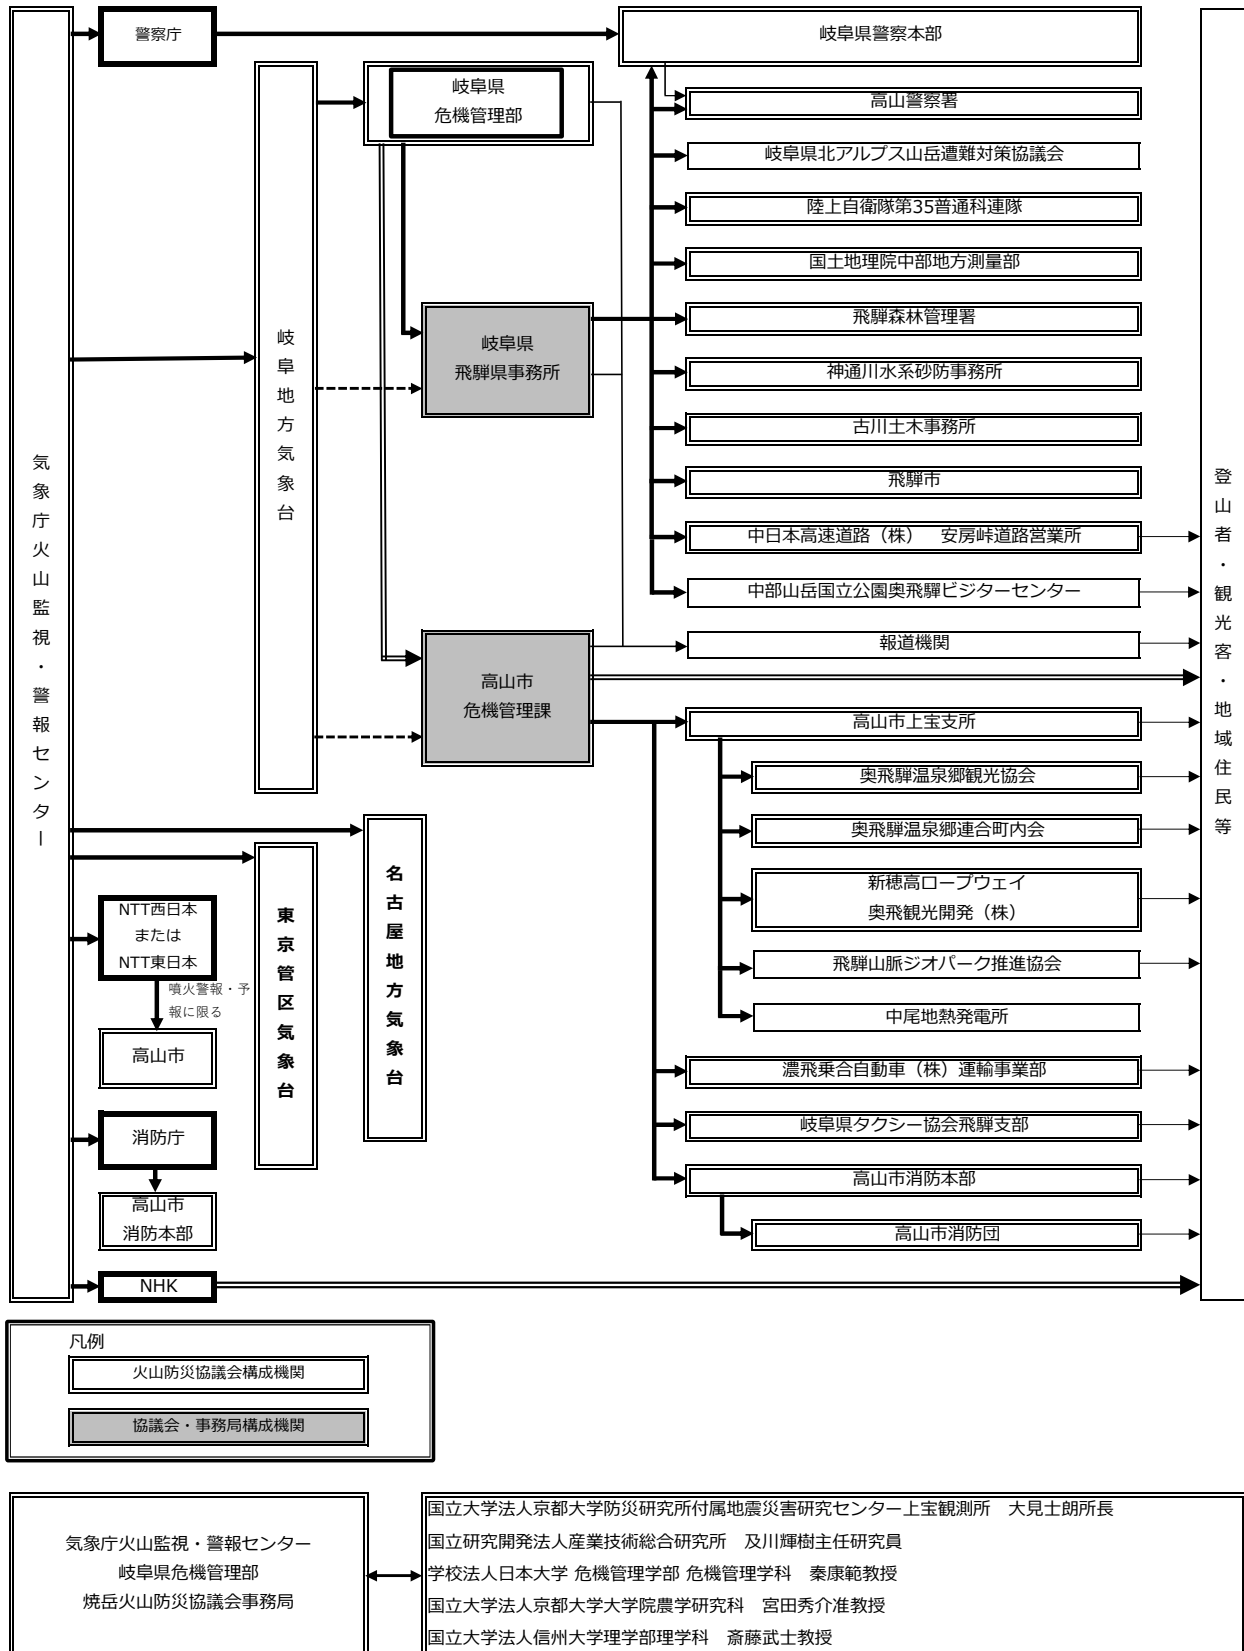 警察庁
岐阜県警察本部
岐阜県
危機管理部
高山警察署
岐阜県北アルプス山岳遭難対策協議会
陸上自衛隊第35普通科連隊
国土地理院中部地方測量部
岐阜県
飛騨県事務所
飛騨森林管理署
神通川水系砂防事務所
古川土木事務所
飛騨市
中日本高速道路（株）　安房峠道路営業所
中部山岳国立公園奥飛騨ビジターセンター
報道機関
岐阜地方気象台
気象庁火山監視・警報センター
登山者・観光客・地域住民等
高山市
危機管理課
高山市上宝支所
奥飛騨温泉郷観光協会
奥飛騨温泉郷連合町内会
新穂高ロープウェイ
奥飛観光開発（株）
飛騨山脈ジオパーク推進協会
中尾地熱発電所
名古屋地方気象台
東京管区気象台
NTT西日本
または
NTT東日本
噴火警報・予
報に限る
高山市
濃飛乗合自動車（株）運輸事業部
岐阜県タクシー協会飛騨支部
消防庁
高山市消防本部
高山市
消防本部
高山市消防団
NHK
凡例
火山防災協議会構成機関
協議会・事務局構成機関
気象庁火山監視・警報センター
岐阜県危機管理部
焼岳火山防災協議会事務局
国立大学法人京都大学防災研究所付属地震災害研究センター上宝観測所　大見士朗所長
国立研究開発法人産業技術総合研究所　及川輝樹主任研究員
学校法人日本大学 危機管理学部 危機管理学科　秦康範教授
国立大学法人京都大学大学院農学研究科　宮田秀介准教授
国立大学法人信州大学理学部理学科　斎藤武士教授